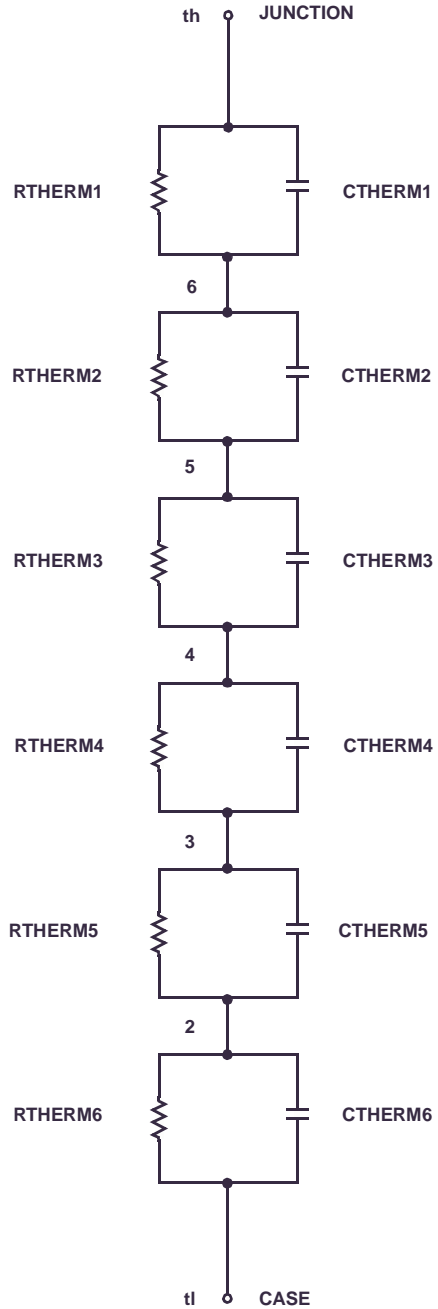 th JUNCTION
RTHERM1 CTHERM1
6
RTHERM2 CTHERM2
5
RTHERM3 CTHERM3
4
RTHERM4 CTHERM4
3
RTHERM5 CTHERM5
2
RTHERM6 CTHERM6
tl CASE